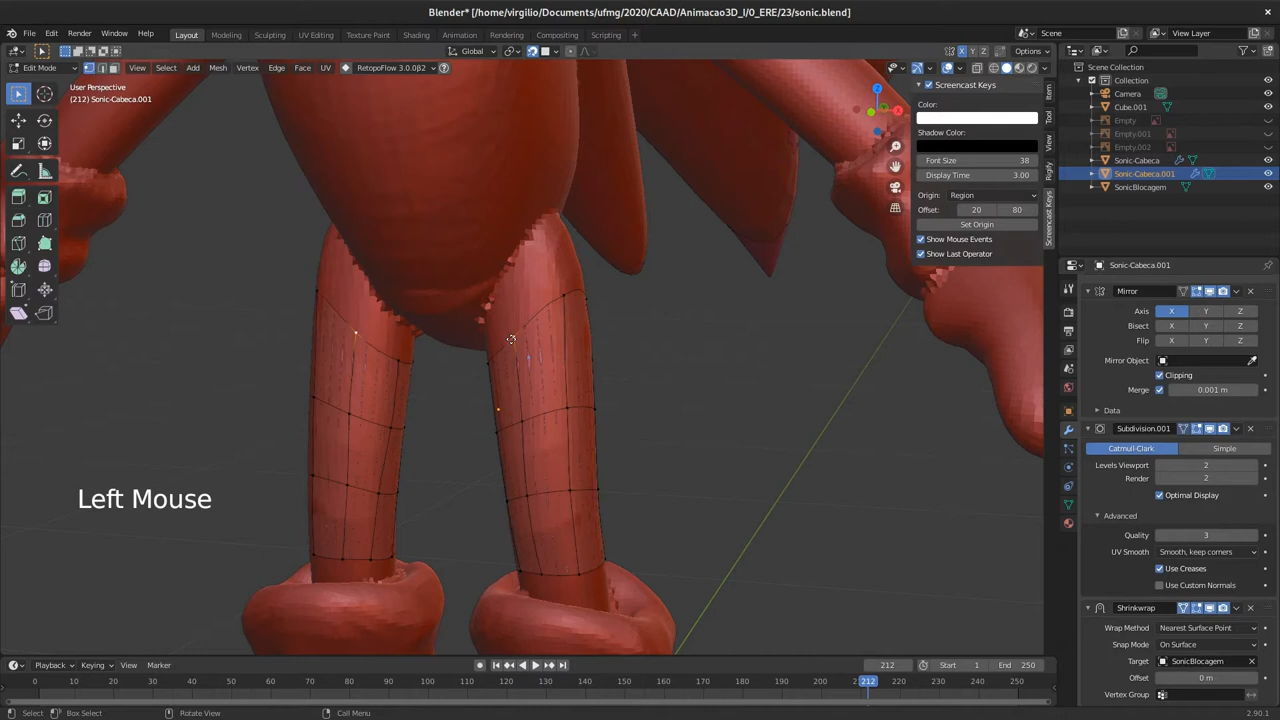 Blender* [/home/virgilio/Documents/ufmg/2020/CAAD/Animacao3D_I/0_ERE/23/sonic.blend]
File Edit Render Window Help Layout Modeling Sculpting UV Editing Texture Paint Shading Animation Rendering Compositing Scripting + Scene View Layer
Global X Y Z Options
Edit Mode View Select Add Mesh Vertex Edge Face UV RetopoFlow 3.0.0β2
User Perspective
(212) Sonic-Cabeca.001
Scene Collection
Collection
Camera
Cube.001
Empty
Empty.001
Empty.002
Sonic-Cabeca
Sonic-Cabeca.001
SonicBlocagem
Screencast Keys
Color:
Shadow Color:
Font Size 38
Display Time 3.00
Origin: Region
Offset: 20 80
Set Origin
Show Mouse Events
Show Last Operator
Item
Tool
View
Rigify
Screencast Keys
Z
X
Left Mouse
Sonic-Cabeca.001
Mirror
Axis X Y Z
Bisect X Y Z
Flip X Y Z
Mirror Object
Clipping
Merge 0.001 m
Data
Subdivision.001
Catmull-Clark Simple
Levels Viewport 2
Render 2
Optimal Display
Advanced
Quality 3
UV Smooth Smooth, keep corners
Use Creases
Use Custom Normals
Shrinkwrap
Wrap Method Nearest Surface Point
Snap Mode On Surface
Target SonicBlocagem
Offset 0 m
Vertex Group
Playback Keying View Marker 212 Start 1 End 250
0 10 20 30 40 50 60 70 80 90 100 110 120 130 140 150 160 170 180 190 200 212 220 230 240 250
Select Box Select Rotate View Call Menu 2.90.1